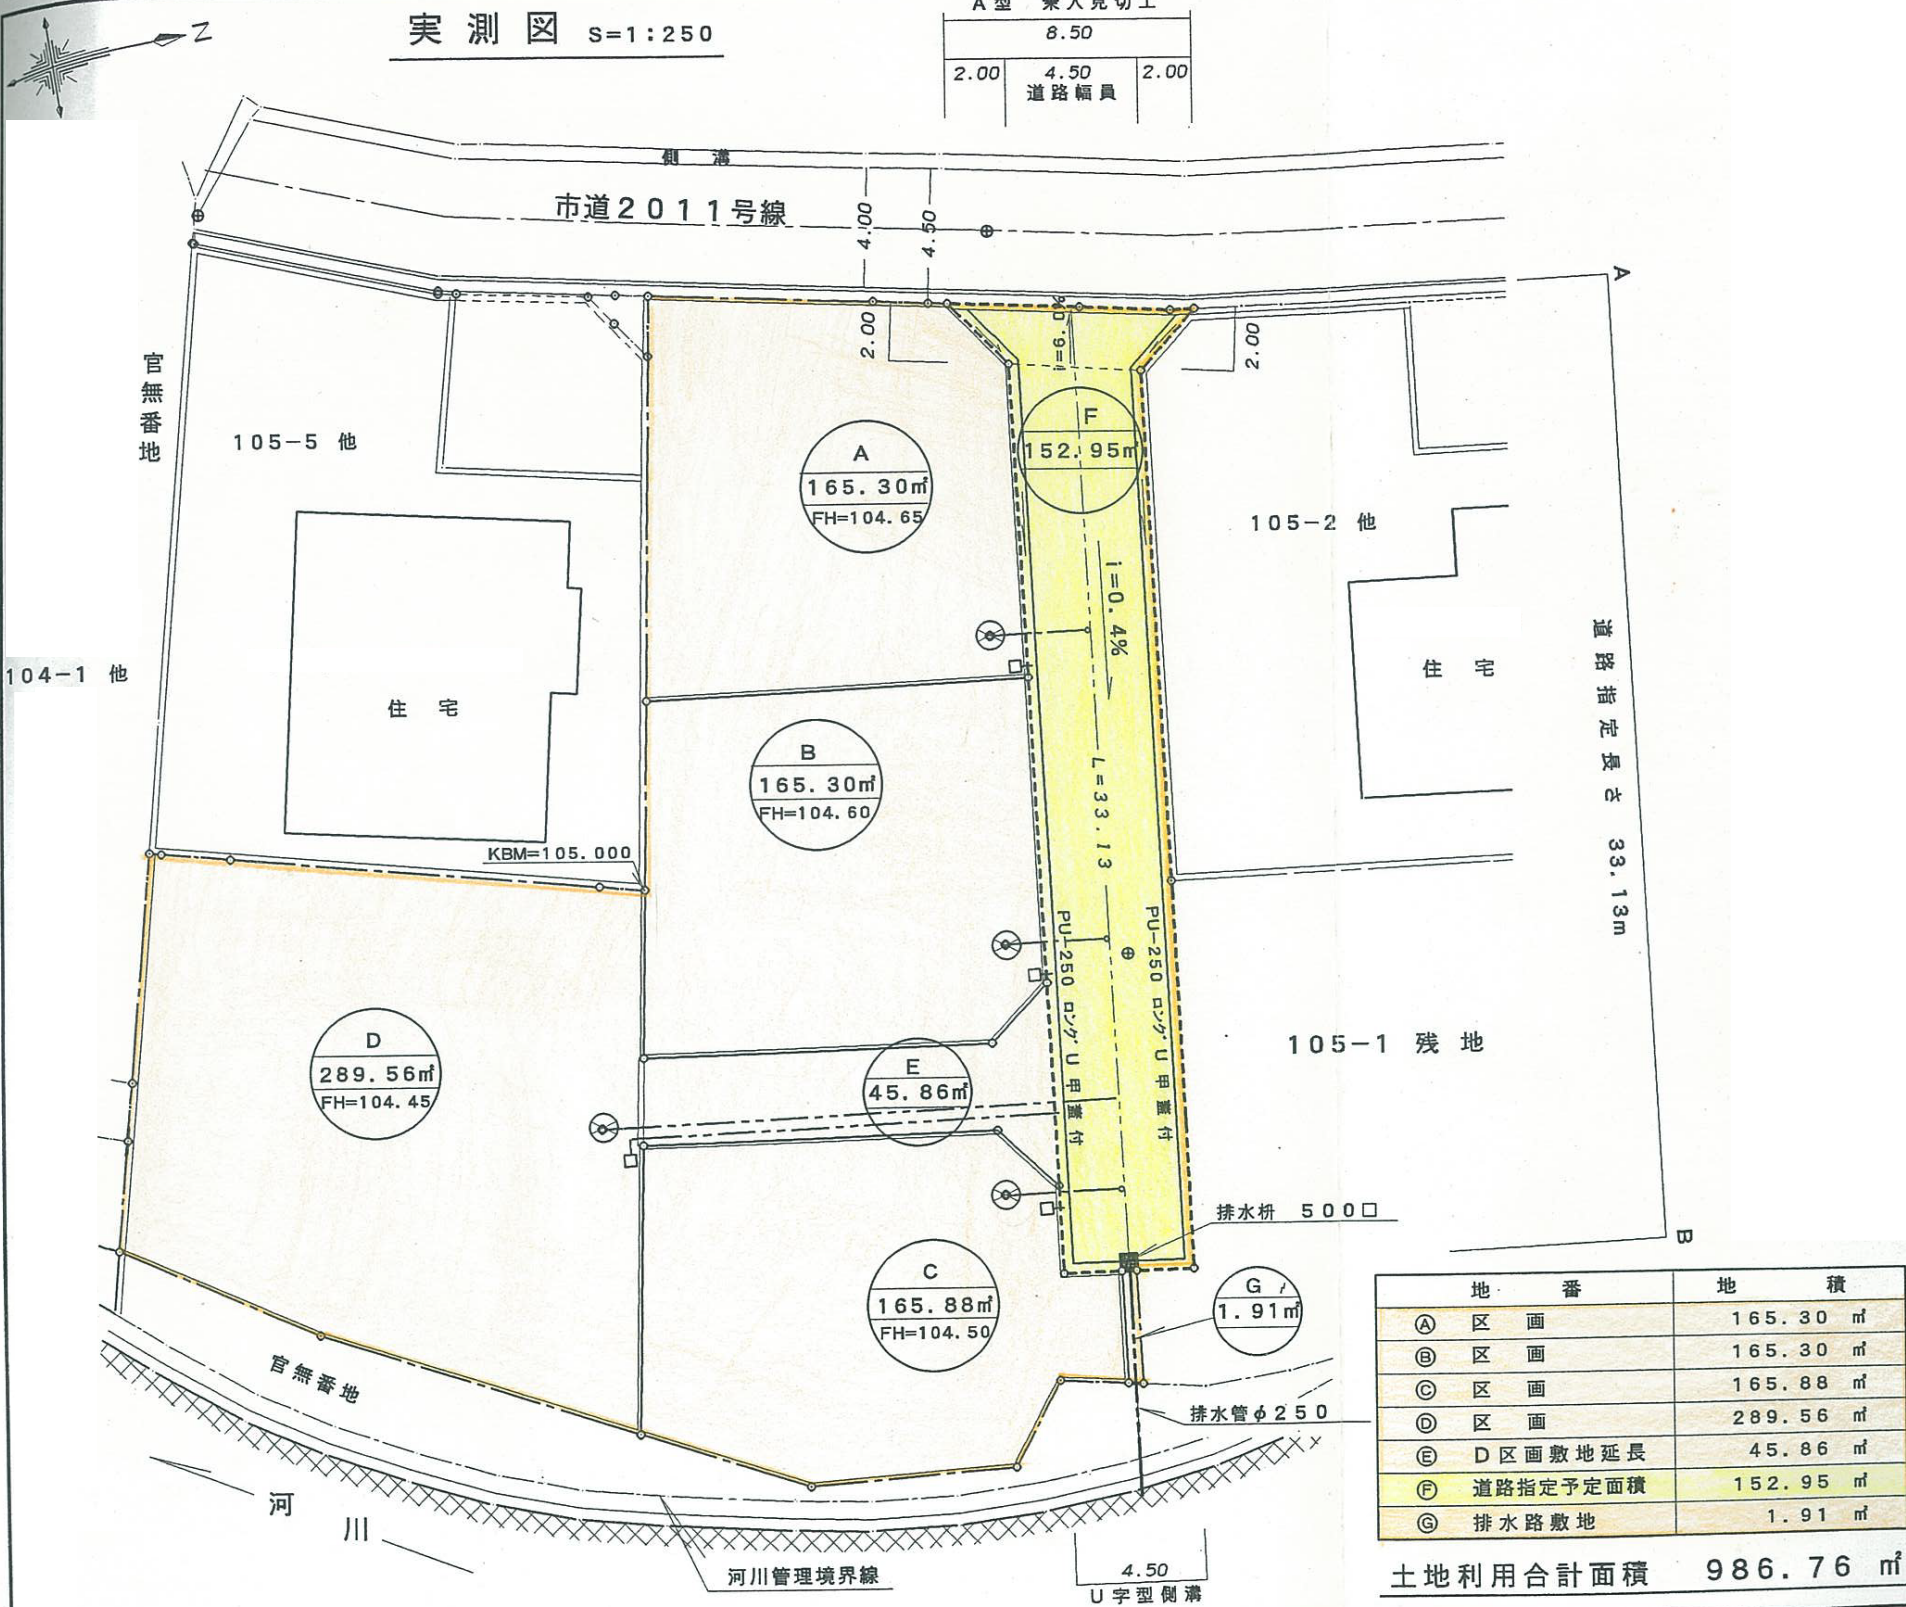 実測図 S=1:250
Z
8.50
2.00 4.50 2.00
道路幅員
側溝
市道2011号線
4.00
4.50
2.00
2.00
i=6.0%
A
官無番地
105-5 他
104-1 他
住宅
A
165.30㎡
FH=104.65
F
152.95㎡
105-2 他
住宅
i=0.4%
L=33.13
道路指定長さ 33.13m
B
165.30㎡
FH=104.60
KBM=105.000
PU-250 ロング U 甲蓋付
PU-250 ロング U 甲蓋付
D
289.56㎡
FH=104.45
E
45.86㎡
105-1 残地
排水枡 500□
B
C
165.88㎡
FH=104.50
G
1.91㎡
官無番地
排水管φ250
河川
河川管理境界線
4.50
U字型側溝
地番 地積
Ⓐ 区画 165.30 ㎡
Ⓑ 区画 165.30 ㎡
Ⓒ 区画 165.88 ㎡
Ⓓ 区画 289.56 ㎡
Ⓔ D区画敷地延長 45.86 ㎡
Ⓕ 道路指定予定面積 152.95 ㎡
Ⓖ 排水路敷地 1.91 ㎡
土地利用合計面積 986.76 ㎡